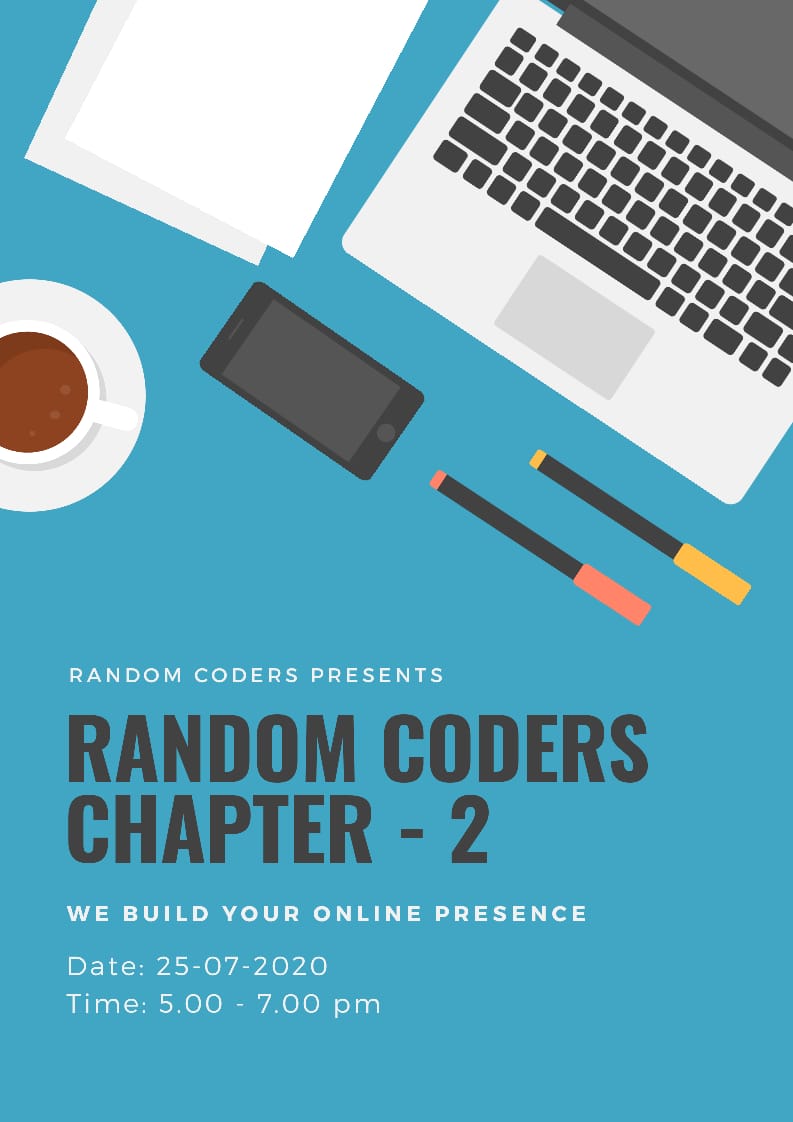 RANDOM CODERS PRESENTS
RANDOM CODERS
CHAPTER - 2
WE BUILD YOUR ONLINE PRESENCE
Date: 25-07-2020
Time: 5.00 - 7.00 pm